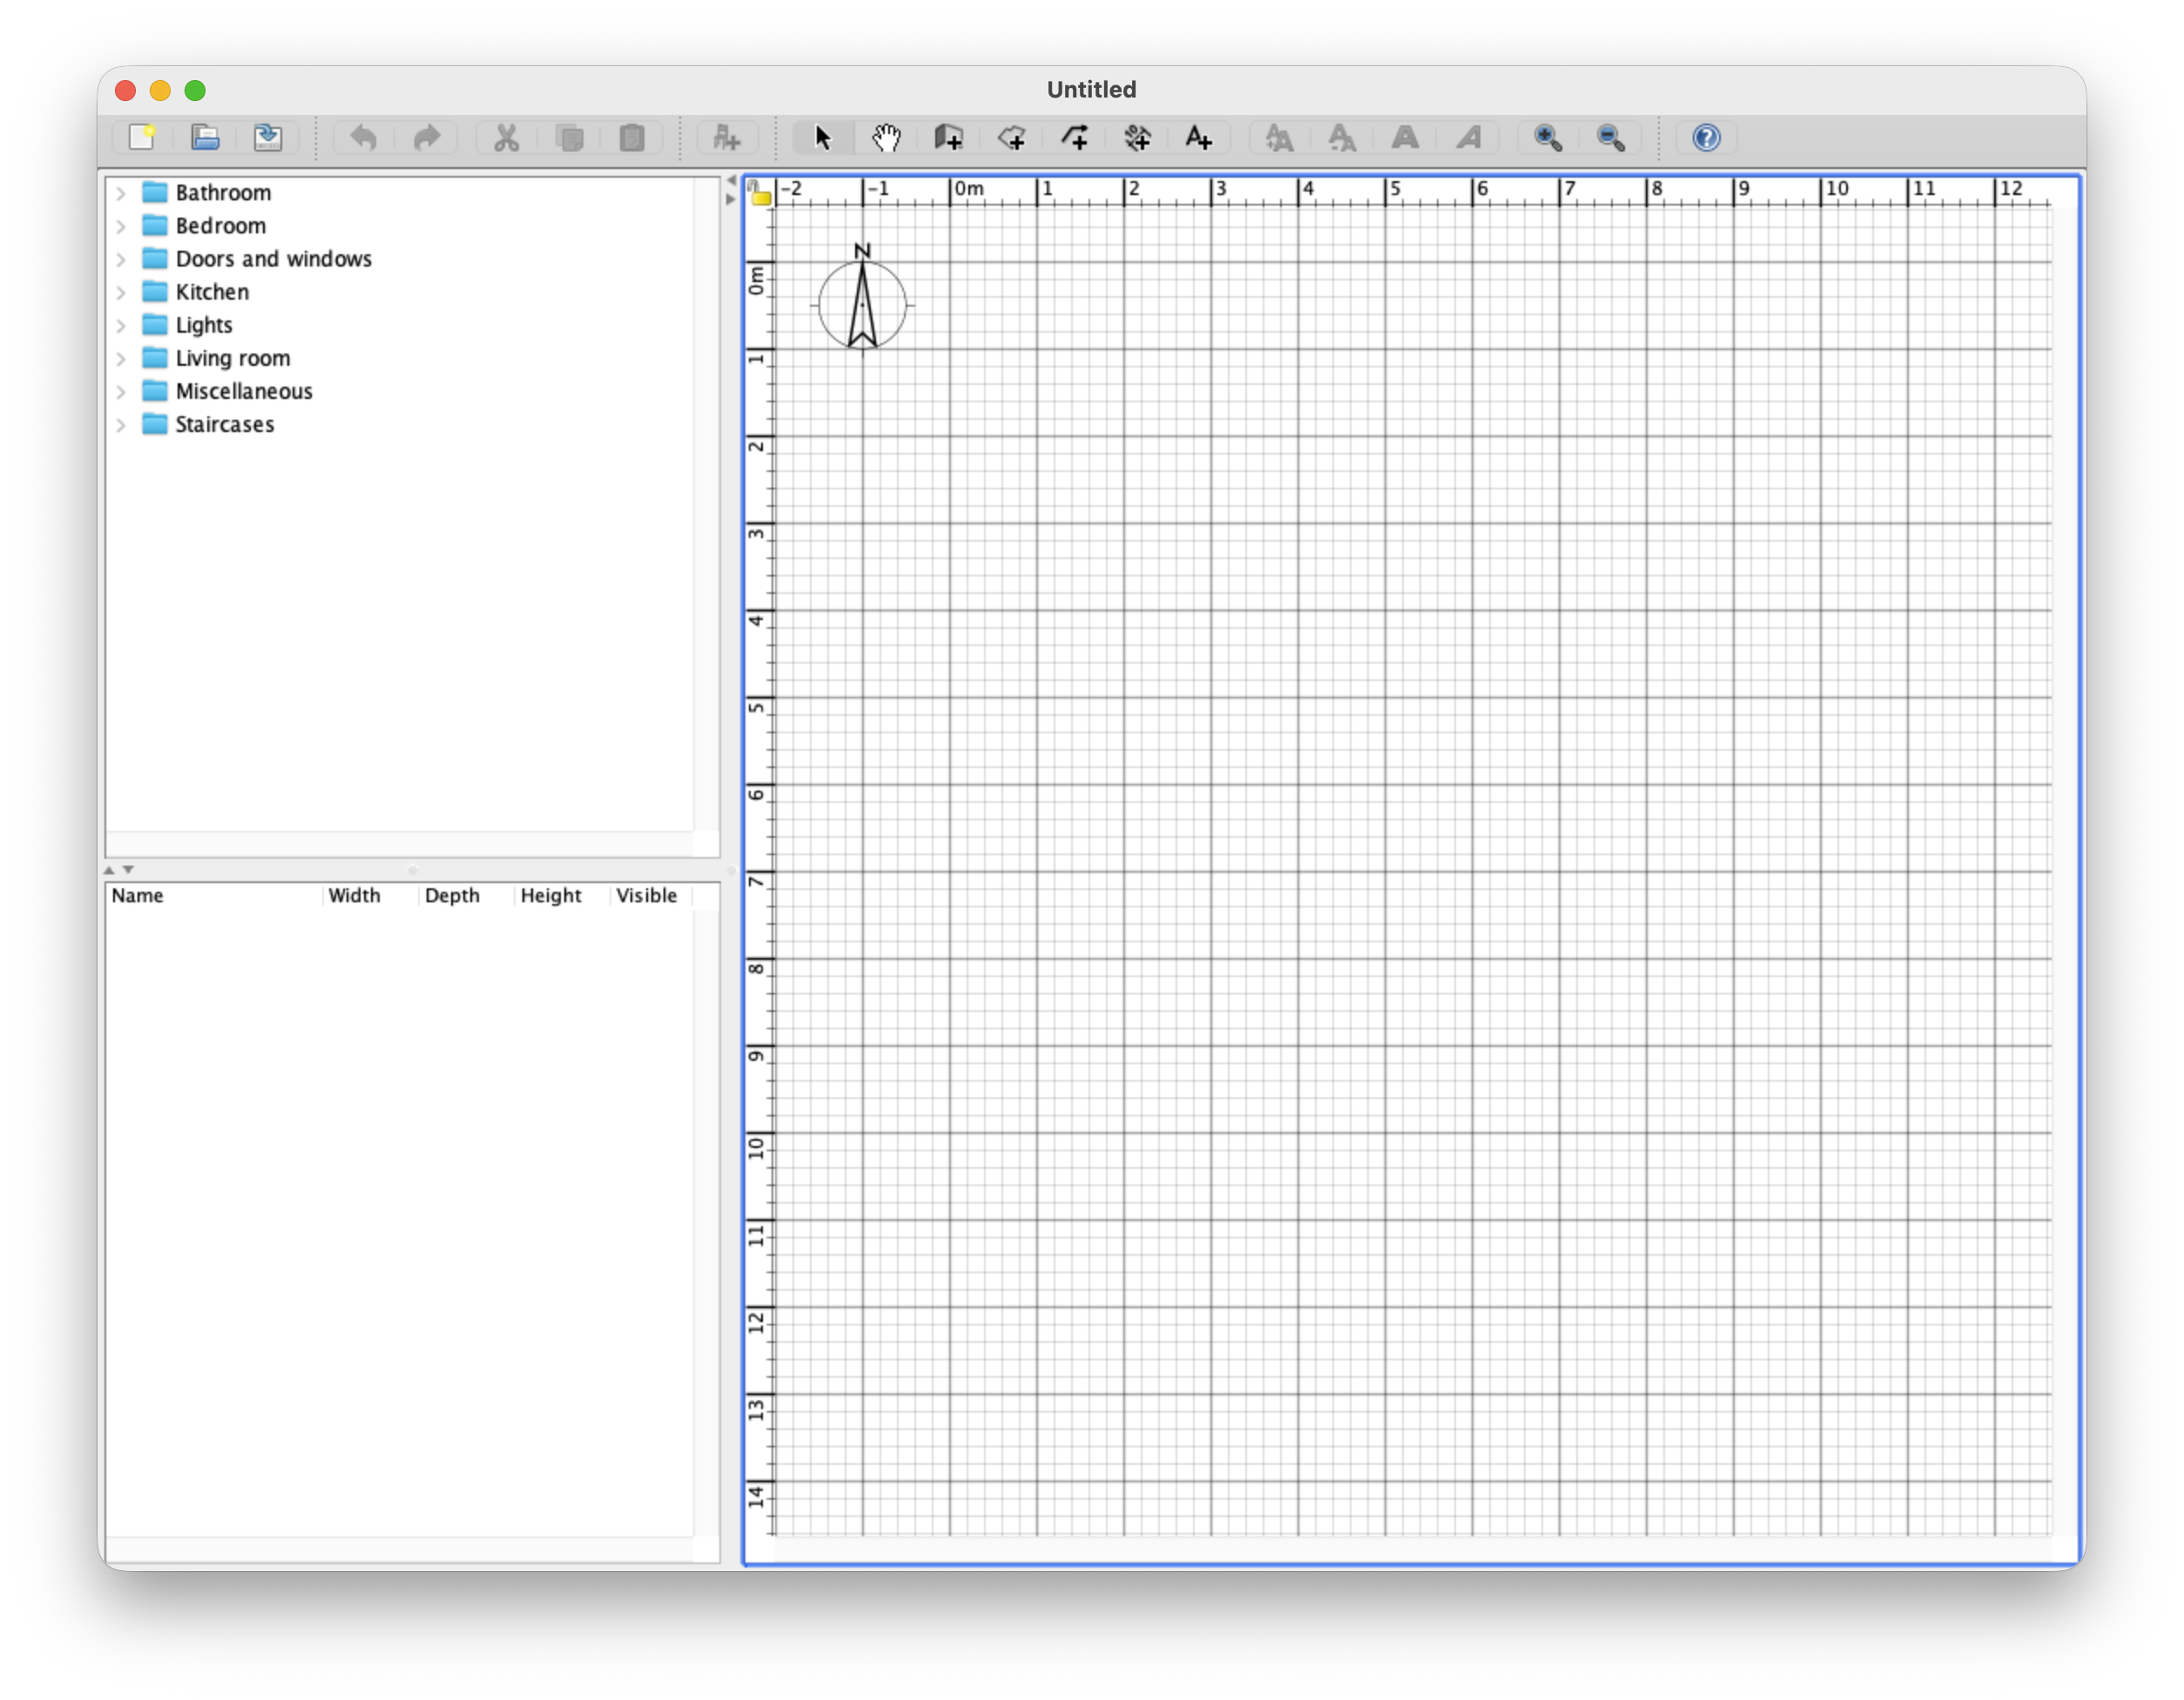 Untitled
Bathroom
Bedroom
Doors and windows
Kitchen
Lights
Living room
Miscellaneous
Staircases
Name Width Depth Height Visible
-2 -1 0m 1 2 3 4 5 6 7 8 9 10 11 12
N
0m
1
2
3
4
5
6
7
8
9
10
11
12
13
14